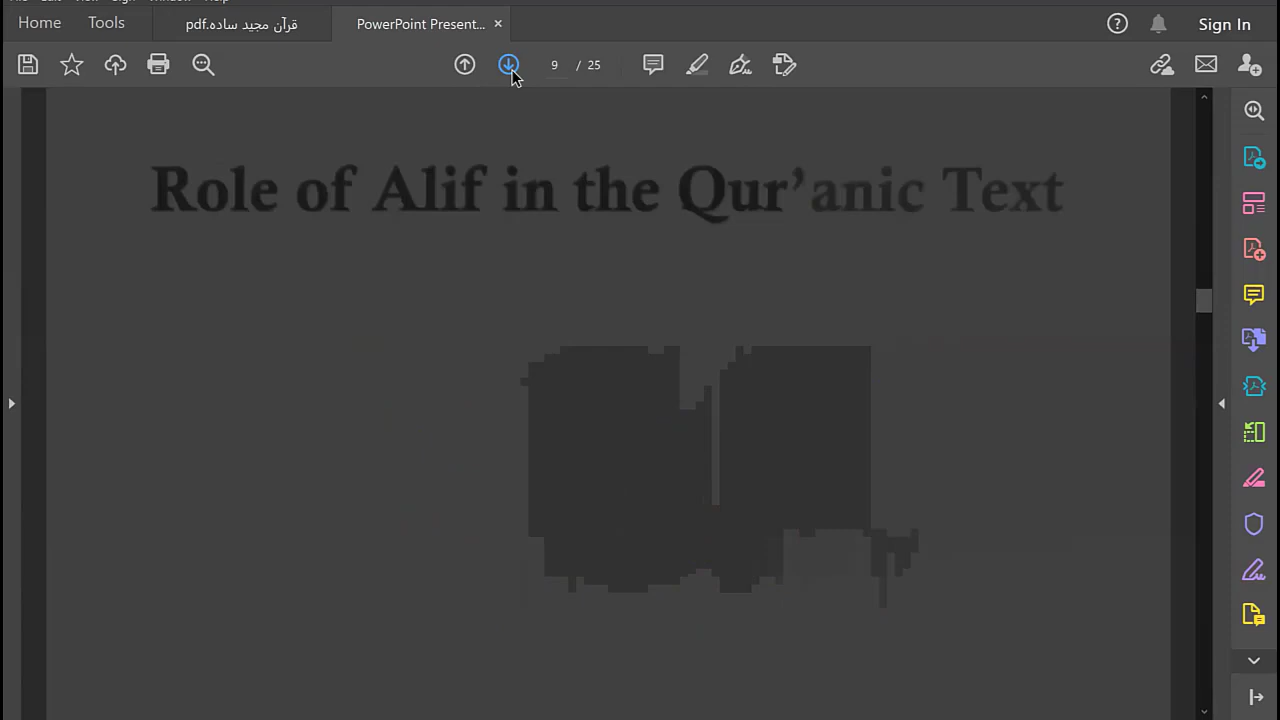 Home Tools قرآن مجید ساده.pdf PowerPoint Present... × Sign In
9 / 25
Role of Alif in the Qur’anic Text